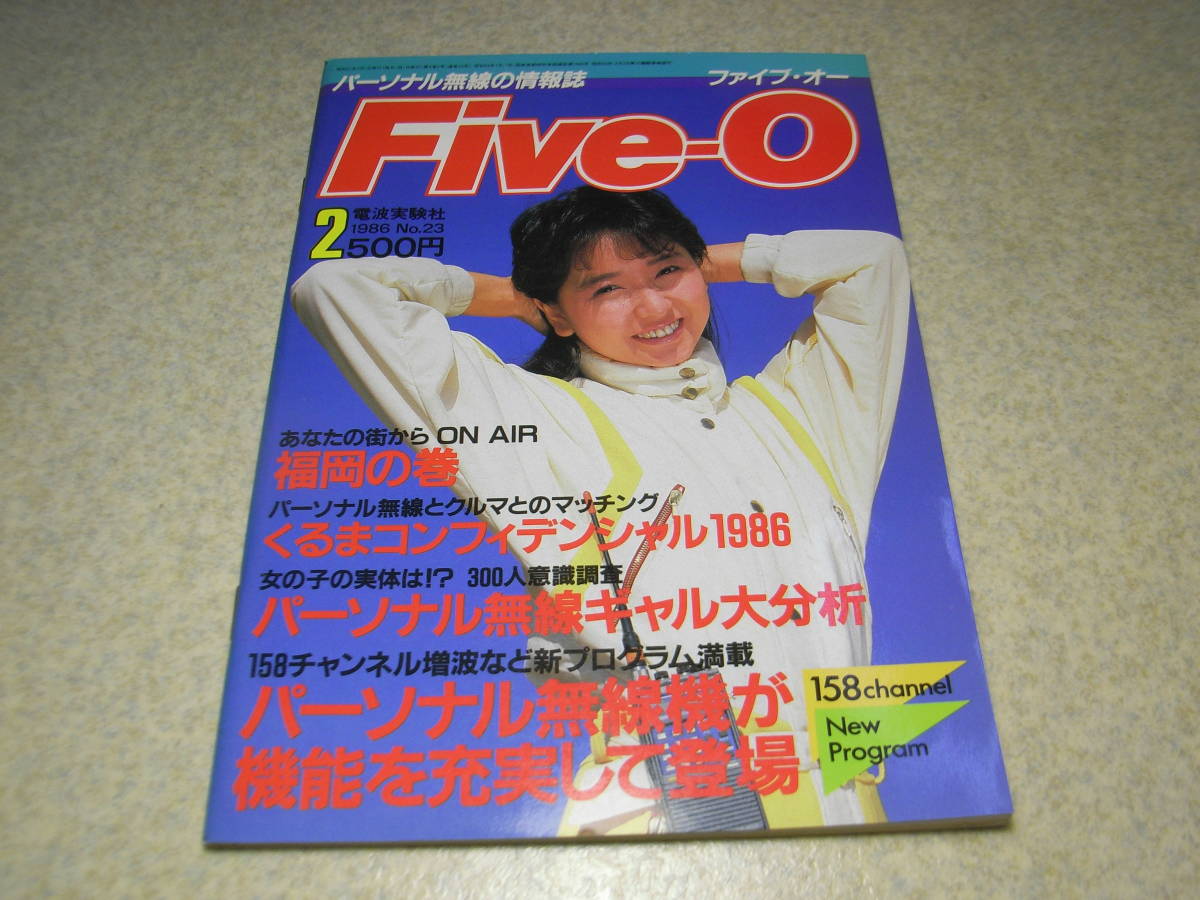 パーソナル無線の情報誌
ファイブ・オー
Five-O
2
電波実験社
1986 No.23
500円
あなたの街から ON AIR
福岡の巻
パーソナル無線とクルマとのマッチング
くるまコンフィデンシャル1986
女の子の実体は!? 300人意識調査
パーソナル無線ギャル大分析
158チャンネル増波など新プログラム満載
パーソナル無線機が
機能を充実して登場
158channel
New
Program